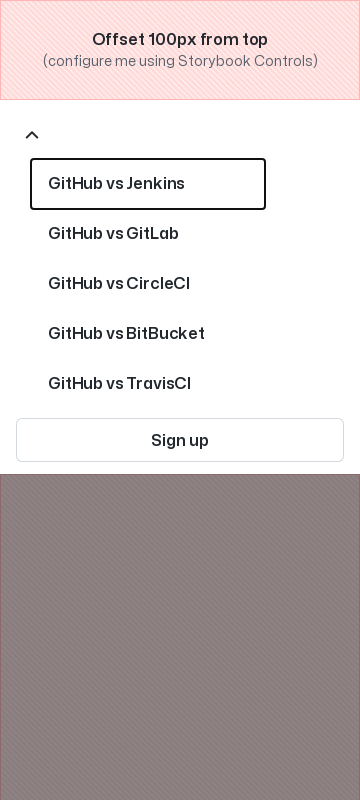 Offset 100px from top
(configure me using Storybook Controls)
GitHub vs Jenkins
GitHub vs GitLab
GitHub vs CircleCI
GitHub vs BitBucket
GitHub vs TravisCI
Sign up